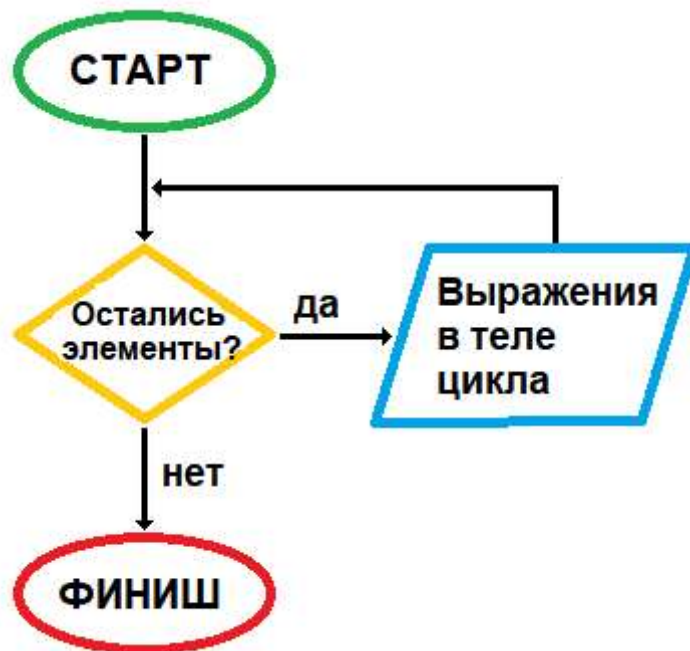 СТАРТ
Остались
элементы?
да
Выражения
в теле
цикла
нет
ФИНИШ